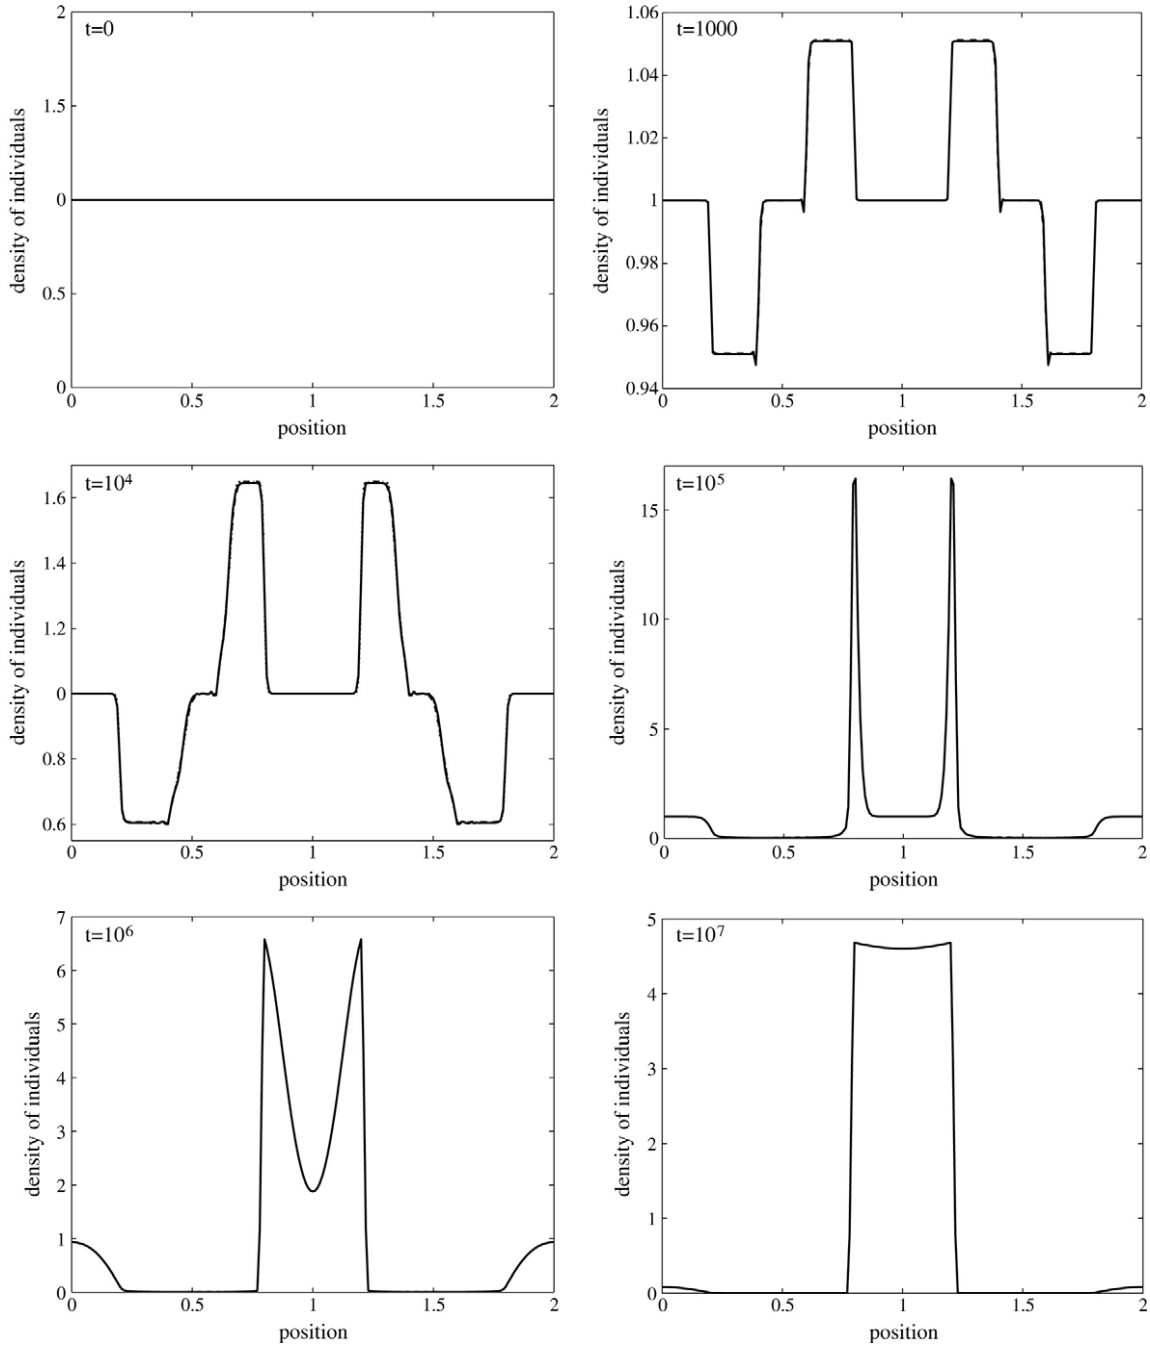 t=0
2
1.5
0
0.5
0
density of individuals
0 0.5 1 1.5 2
position
t=1000
1.06
1.04
1.02
1
0.98
0.96
0.94
density of individuals
0 0.5 1 1.5 2
position
t=10⁴
1.6
1.4
1.2
0
0.8
0.6
density of individuals
0 0.5 1 1.5 2
position
t=10⁵
15
10
5
0
density of individuals
0 0.5 1 1.5 2
position
t=10⁶
7
6
5
4
3
2
1
0
density of individuals
0 0.5 1 1.5 2
position
t=10⁷
5
4
3
2
1
0
density of individuals
0 0.5 1 1.5 2
position